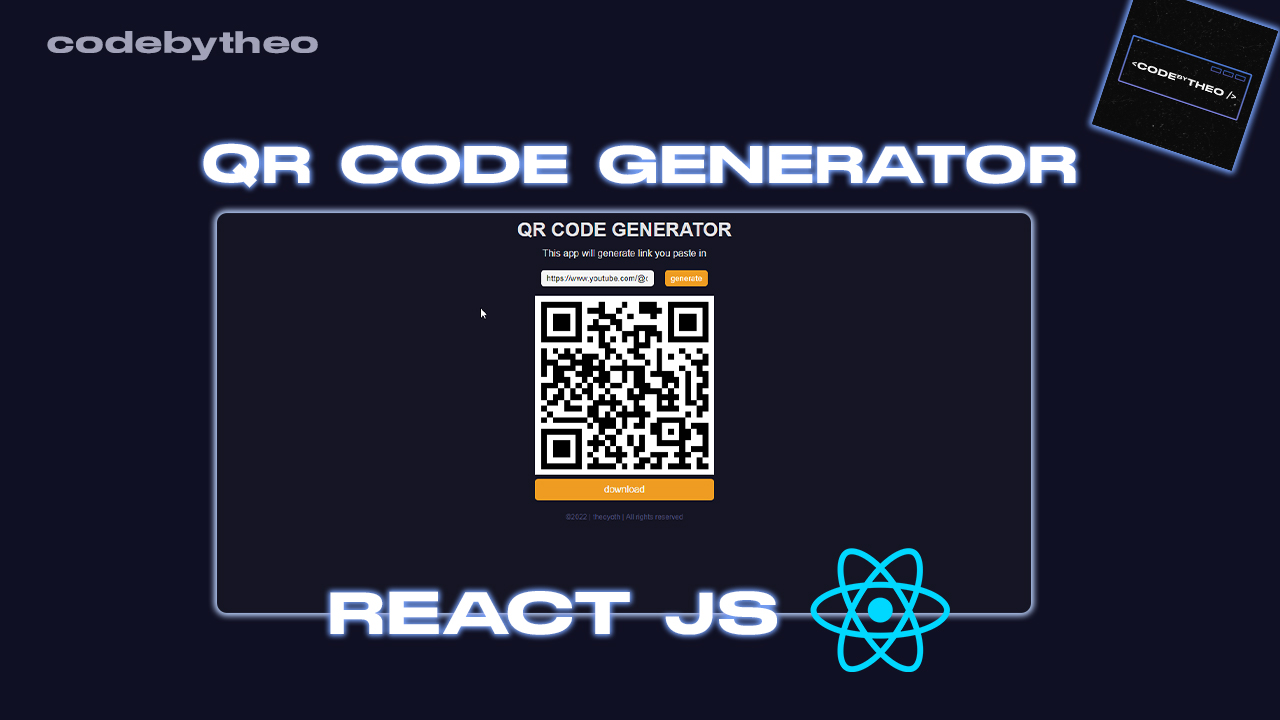 codebytheo
<CODEBYTHEO />
QR CODE GENERATOR
QR CODE GENERATOR
This app will generate link you paste in
https://www.youtube.com/@c
generate
download
©2022 | theoyoth | All rights reserved
REACT JS